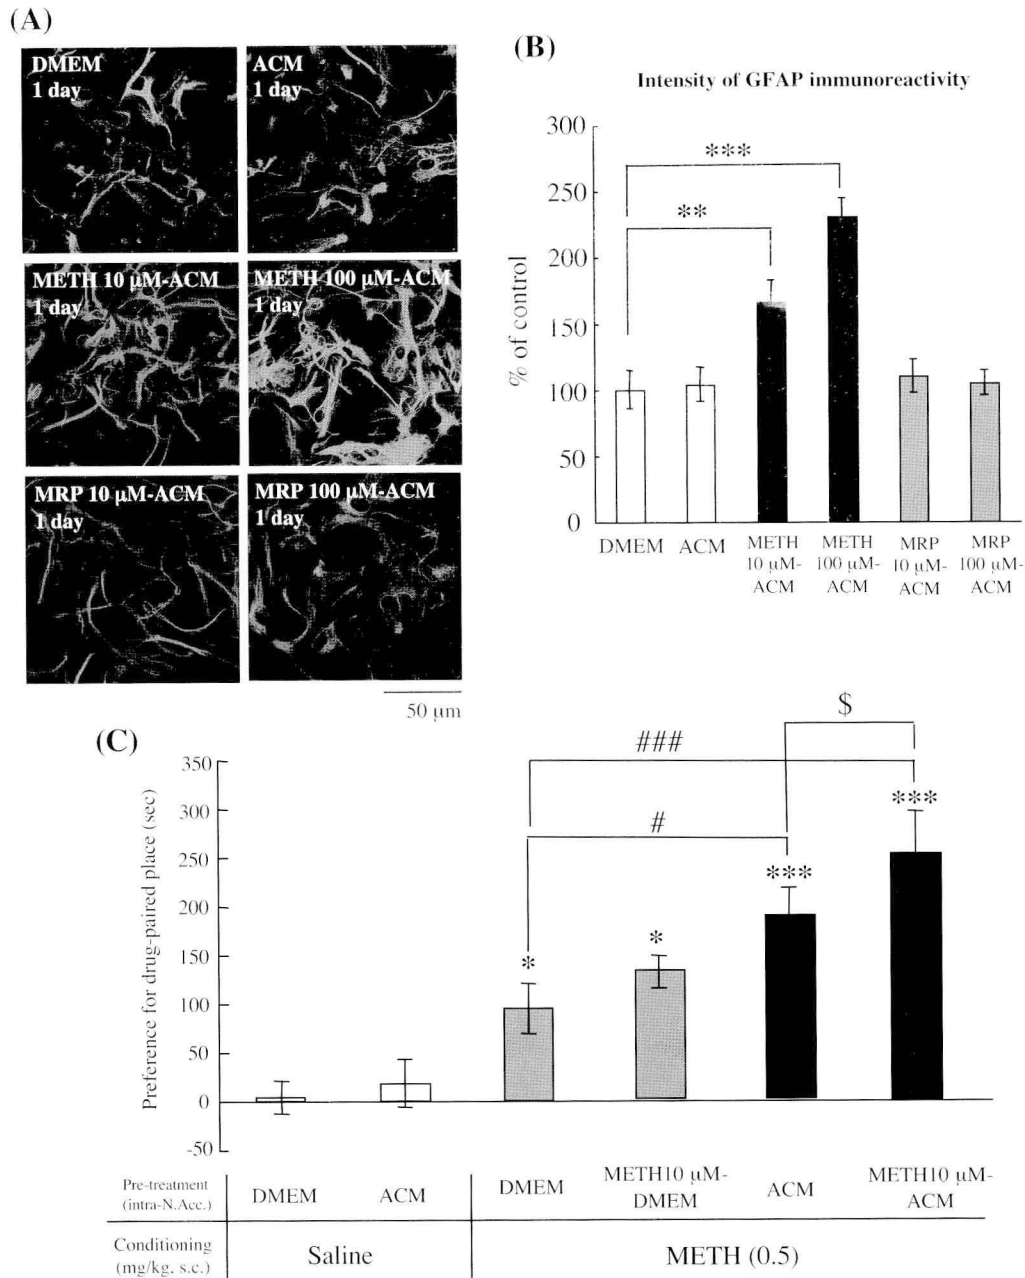 (A)
DMEM
1 day
ACM
1 day
METH 10 µM-ACM
1 day
METH 100 µM-ACM
1 day
MRP 10 µM-ACM
1 day
MRP 100 µM-ACM
1 day
50 µm
(B)
Intensity of GFAP immunoreactivity
% of control
300
250
200
150
100
50
0
***
**
DMEM
ACM
METH
10 µM-
ACM
METH
100 µM-
ACM
MRP
10 µM-
ACM
MRP
100 µM-
ACM
(C)
Preference for drug-paired place (sec)
350
300
250
200
150
100
50
0
-50
$
###
#
***
***
*
*
Pre-treatment
(intra-N.Acc.)
DMEM
ACM
DMEM
METH10 µM-
DMEM
ACM
METH10 µM-
ACM
Conditioning
(mg/kg. s.c.)
Saline
METH (0.5)